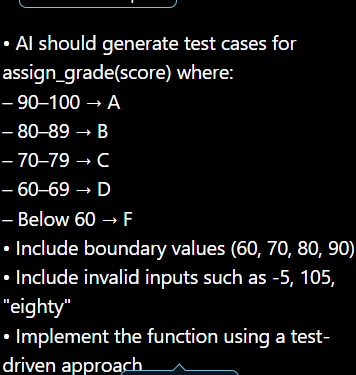 • AI should generate test cases for
assign_grade(score) where:
– 90–100 → A
– 80–89 → B
– 70–79 → C
– 60–69 → D
– Below 60 → F
• Include boundary values (60, 70, 80, 90)
• Include invalid inputs such as -5, 105,
"eighty"
• Implement the function using a test-
driven approach